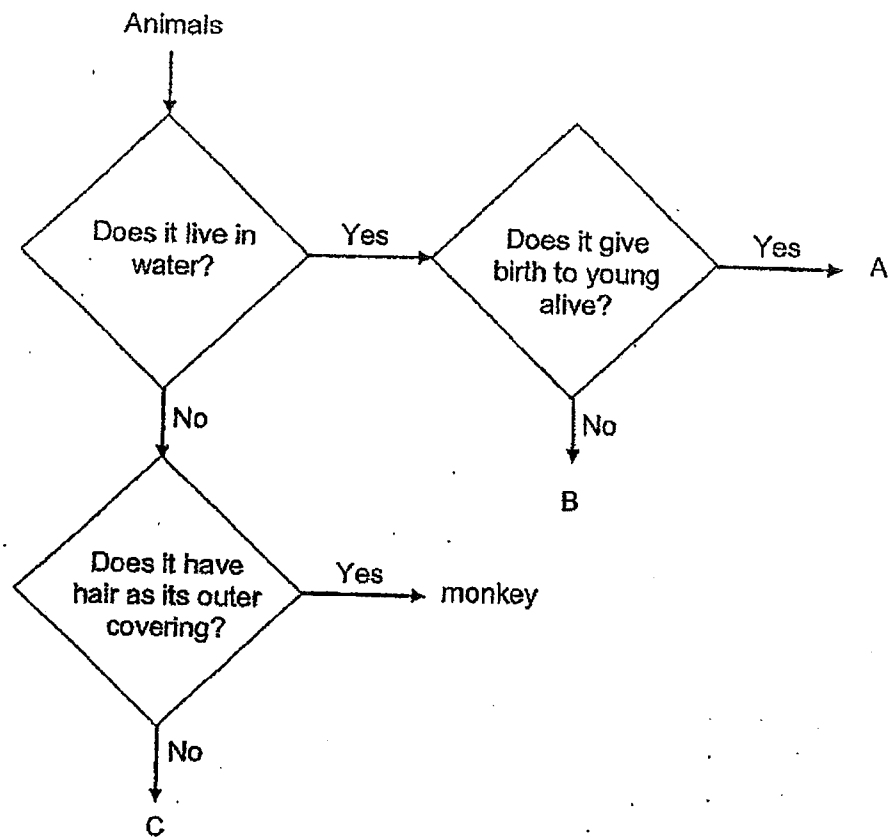 Animals
Does it live in
water?
Yes
Does it give
birth to young
alive?
Yes
A
No
No
B
Does it have
hair as its outer
covering?
Yes
monkey
No
C